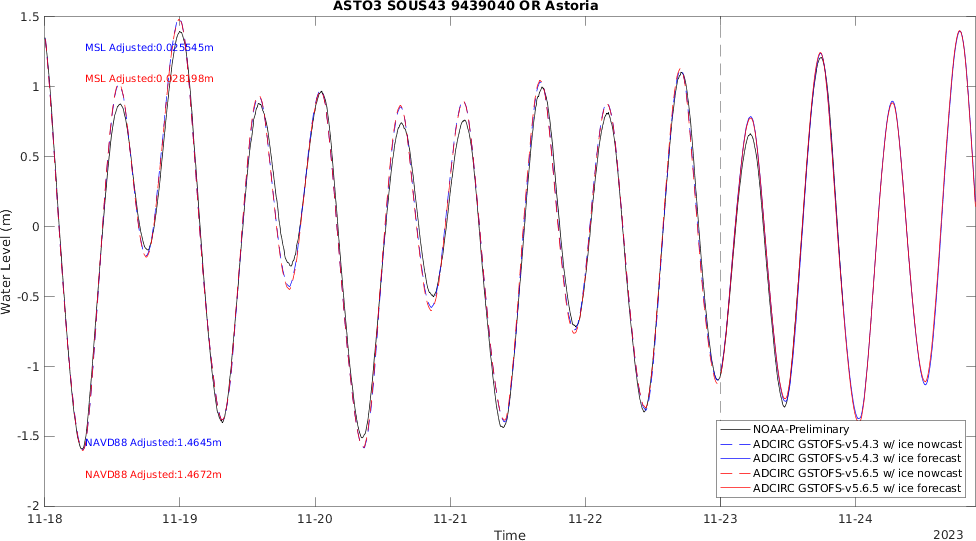 ASTO3 SOUS43 9439040 OR Astoria
1.5
1
0.5
0
-0.5
-1
-1.5
-2
Water Level (m)
MSL Adjusted:0.025545m
MSL Adjusted:0.028198m
NAVD88 Adjusted:1.4645m
NAVD88 Adjusted:1.4672m
NOAA-Preliminary
ADCIRC GSTOFS-v5.4.3 w/ ice nowcast
ADCIRC GSTOFS-v5.4.3 w/ ice forecast
ADCIRC GSTOFS-v5.6.5 w/ ice nowcast
ADCIRC GSTOFS-v5.6.5 w/ ice forecast
11-18 11-19 11-20 11-21 11-22 11-23 11-24
Time
2023